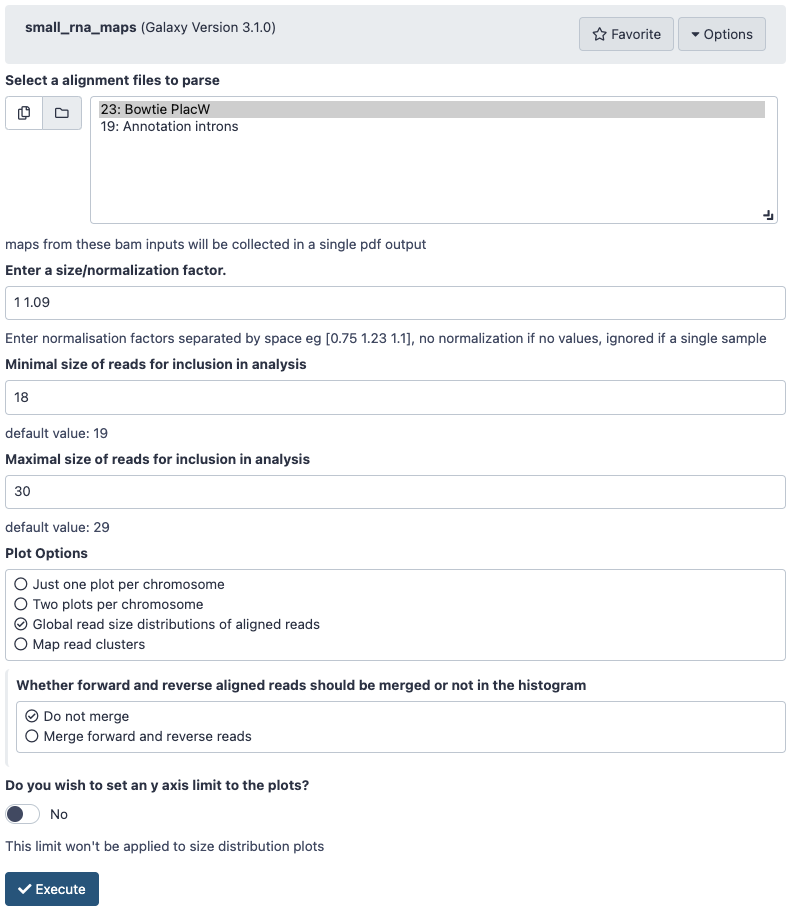 small_rna_maps (Galaxy Version 3.1.0)
Favorite
Options
Select a alignment files to parse
23: Bowtie PlacW
19: Annotation introns
maps from these bam inputs will be collected in a single pdf output
Enter a size/normalization factor.
1 1.09
Enter normalisation factors separated by space eg [0.75 1.23 1.1], no normalization if no values, ignored if a single sample
Minimal size of reads for inclusion in analysis
18
default value: 19
Maximal size of reads for inclusion in analysis
30
default value: 29
Plot Options
Just one plot per chromosome
Two plots per chromosome
Global read size distributions of aligned reads
Map read clusters
Whether forward and reverse aligned reads should be merged or not in the histogram
Do not merge
Merge forward and reverse reads
Do you wish to set an y axis limit to the plots?
No
This limit won't be applied to size distribution plots
Execute